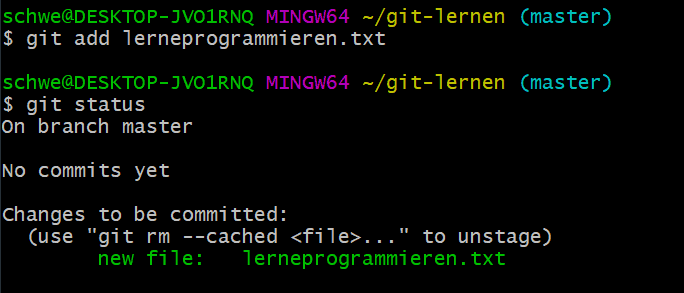 schwe@DESKTOP-JVO1RNQ MINGW64 ~/git-lernen (master)
$ git add lerneprogrammieren.txt
schwe@DESKTOP-JVO1RNQ MINGW64 ~/git-lernen (master)
$ git status
On branch master
No commits yet
Changes to be committed:
  (use "git rm --cached <file>..." to unstage)
        new file:   lerneprogrammieren.txt